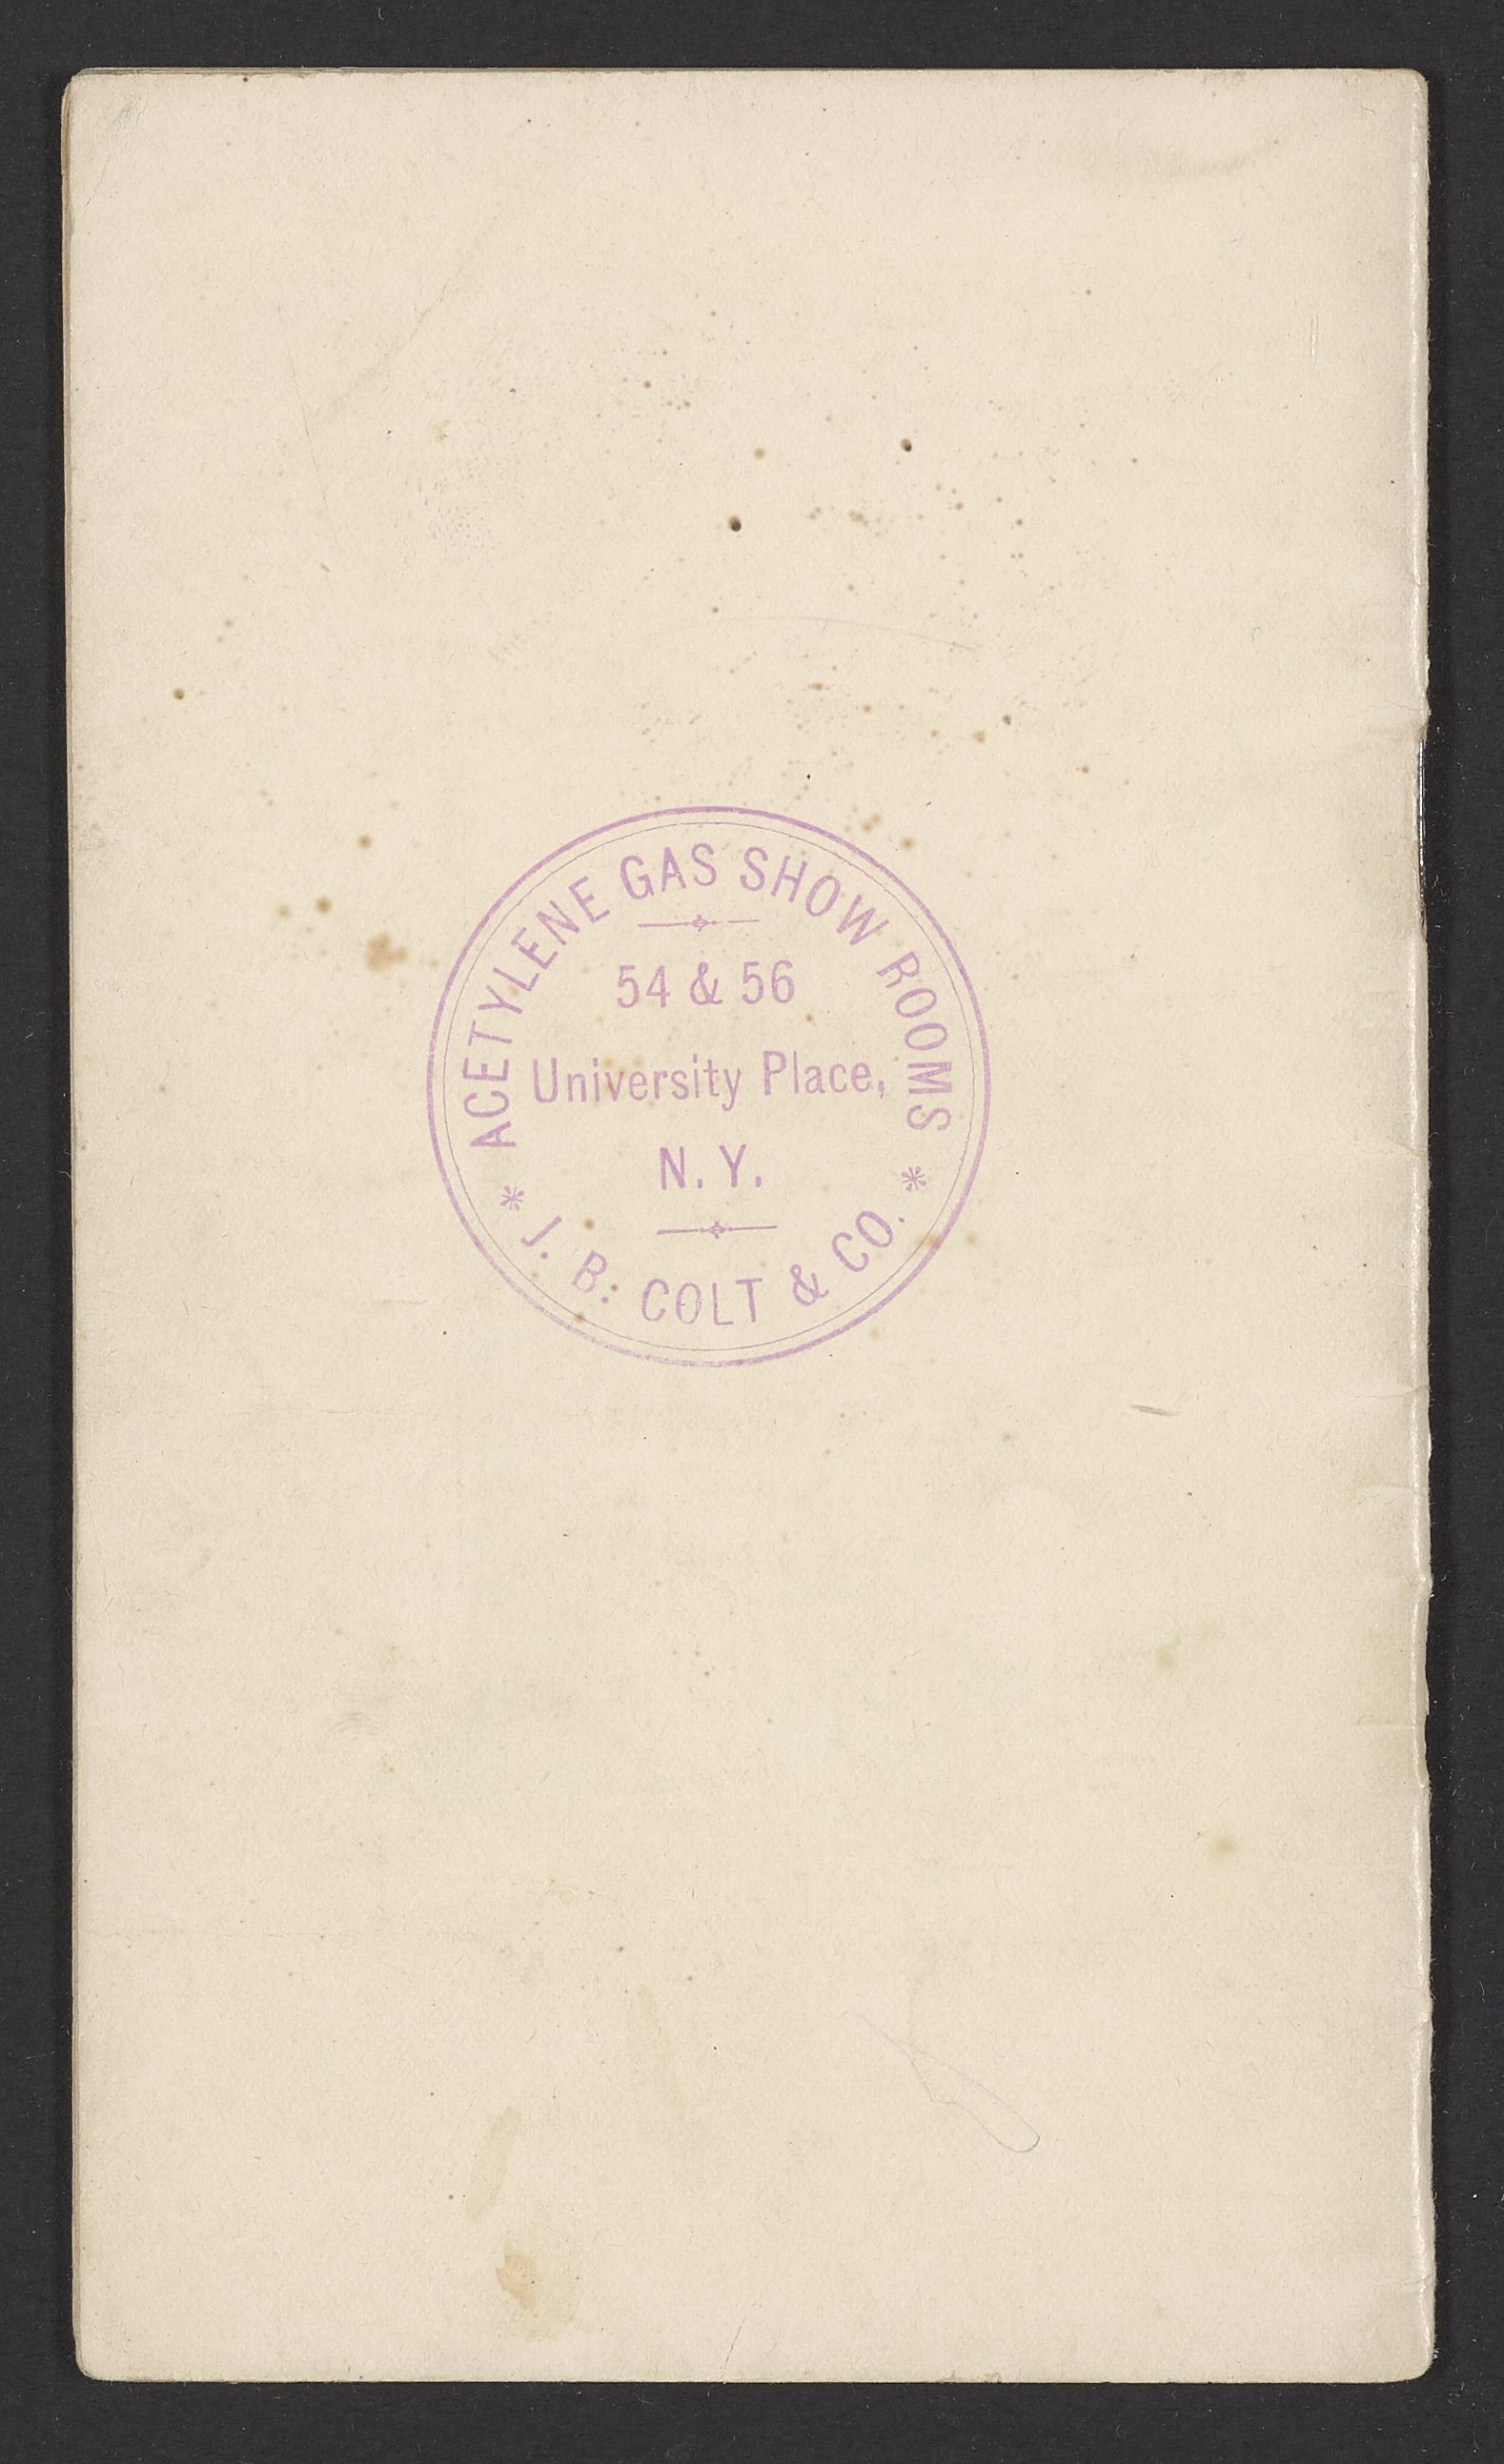 ACETYLENE GAS SHOW ROOMS
54 & 56
University Place,
N. Y.
* J. B. COLT & CO. *